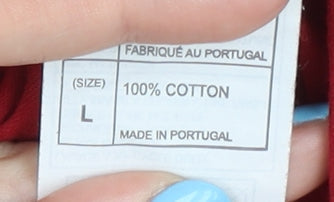 FABRIQUÉ AU PORTUGAL
(SIZE)
L
100% COTTON
MADE IN PORTUGAL